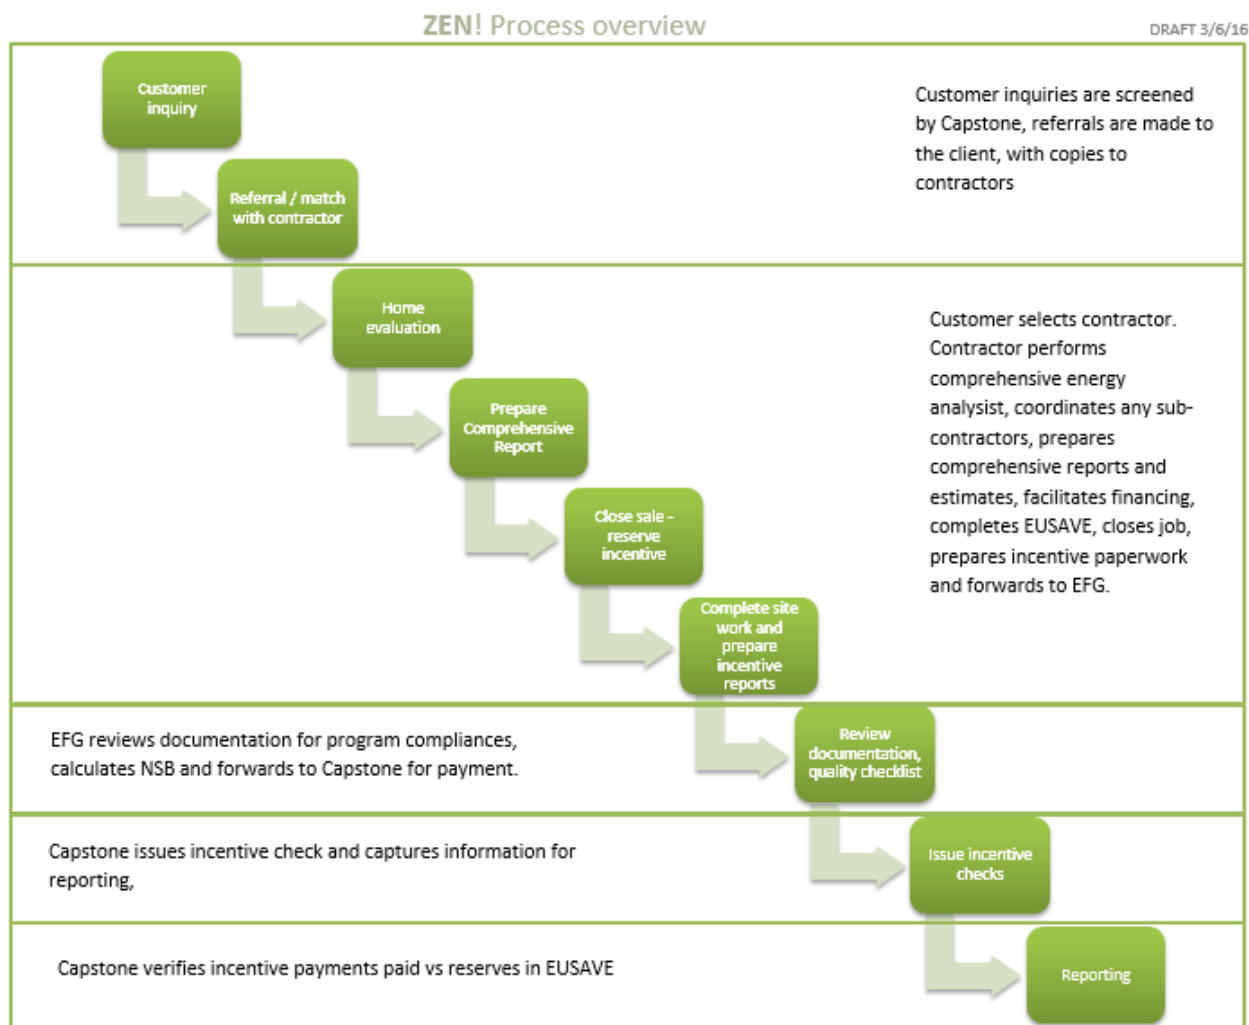 ZEN! Process overview
DRAFT 3/6/16
Customer
inquiry
Customer inquiries are screened
by Capstone, referrals are made to
the client, with copies to
contractors
Referral / match
with contractor
Home
evaluation
Customer selects contractor.
Contractor performs
comprehensive energy
analysist, coordinates any sub-
contractors, prepares
comprehensive reports and
estimates, facilitates financing,
completes EUSAVE, closes job,
prepares incentive paperwork
and forwards to EFG.
Prepare
Comprehensive
Report
Close sale -
reserve
incentive
Complete site
work and
prepare
incentive
reports
EFG reviews documentation for program compliances,
calculates NSB and forwards to Capstone for payment.
Review
documentation,
quality checklist
Capstone issues incentive check and captures information for
reporting,
Issue incentive
checks
Capstone verifies incentive payments paid vs reserves in EUSAVE
Reporting